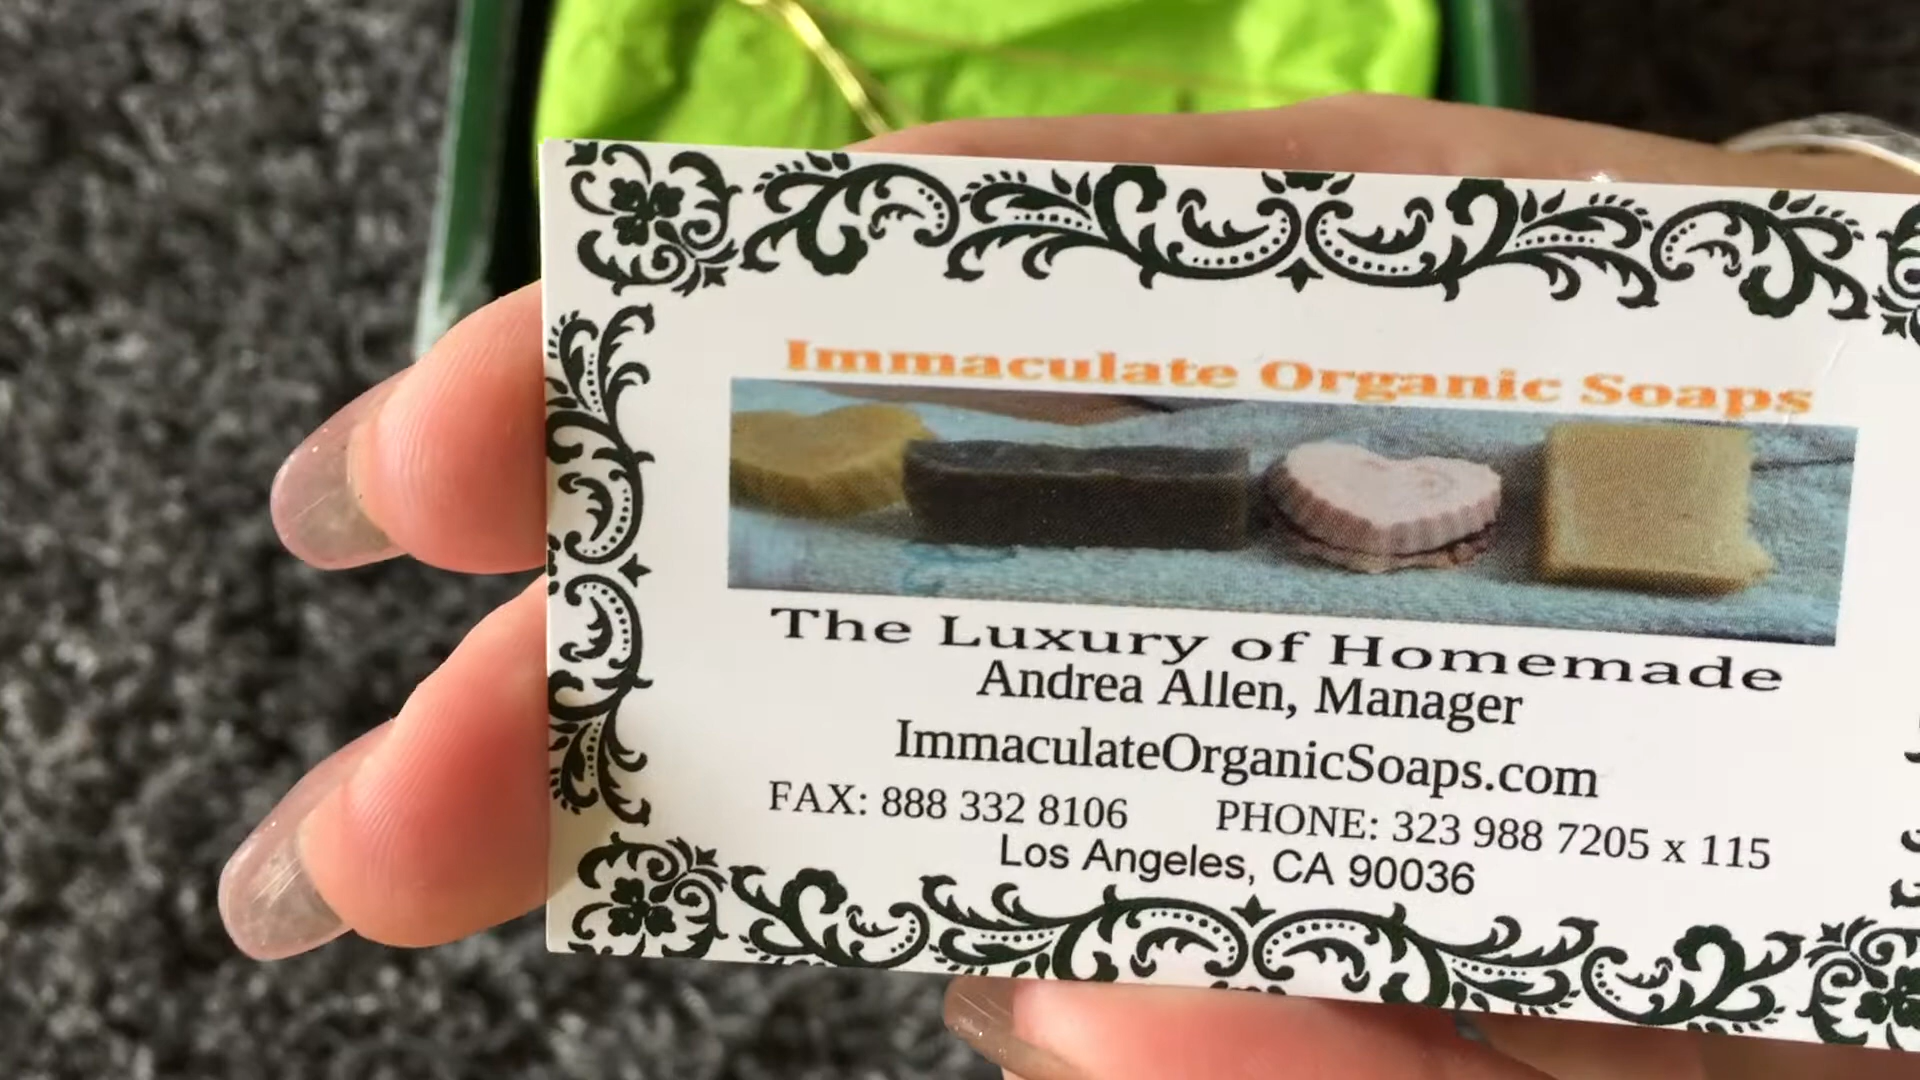 Immaculate Organic Soaps
The Luxury of Homemade
Andrea Allen, Manager
ImmaculateOrganicSoaps.com
FAX: 888 332 8106 PHONE: 323 988 7205 x 115
Los Angeles, CA 90036